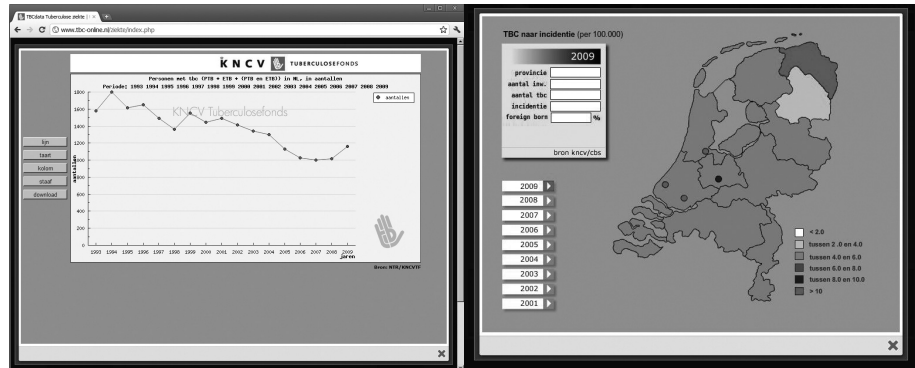 TBCdata Tuberculose ziekte |
www.tbc-online.nl/ziekte/index.php
KNCV TUBERCULOSEFONDS
Personen met tbc (PTB + ETB + (PTB en ETB)) in NL, in aantallen
Periode: 1993 1994 1995 1996 1997 1998 1999 2000 2001 2002 2003 2004 2005 2006 2007 2008 2009
KNCV Tuberculosefonds
aantallen
1800
1600
1400
1200
1000
800
600
400
200
0
aantallen
1993 1994 1995 1996 1997 1998 1999 2000 2001 2002 2003 2004 2005 2006 2007 2008 2009
jaren
Bron: NTR/KNCVTF
lijn
taart
kolom
staaf
download
TBC naar incidentie (per 100.000)
2009
provincie
aantal inw.
aantal tbc
incidentie
foreign born %
bron kncv/cbs
2009
2008
2007
2006
2005
2004
2003
2002
2001
< 2.0
tussen 2 .0 en 4.0
tussen 4.0 en 6.0
tussen 6.0 en 8.0
tussen 8.0 en 10.0
> 10